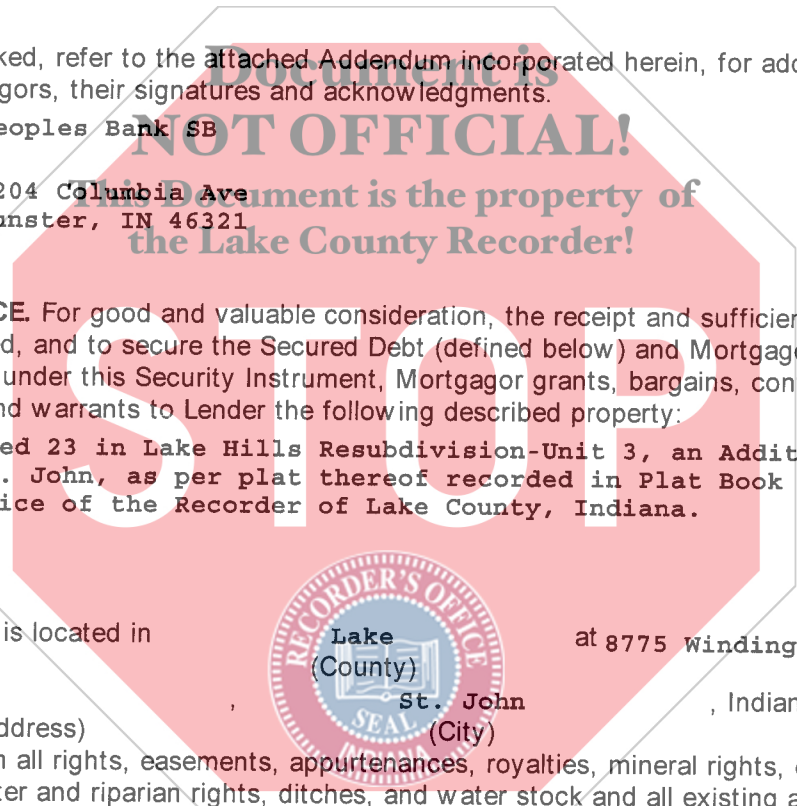 ked, refer to the attached Addendum incorporated herein, for add
Document is
gors, their signatures and acknowledgments.
eoples Bank SB
NOT OFFICIAL!
204 Columbia Ave
This Document is the property of
unster, IN 46321
the Lake County Recorder!
CE. For good and valuable consideration, the receipt and sufficien
d, and to secure the Secured Debt (defined below) and Mortgag
under this Security Instrument, Mortgagor grants, bargains, con
nd warrants to Lender the following described property:
ed 23 in Lake Hills Resubdivision-Unit 3, an Addit
. John, as per plat thereof recorded in Plat Book
ice of the Recorder of Lake County, Indiana.
STOP
RECORDER'S OFFICE
is located in Lake at 8775 Winding
(County)
, St. John , Indian
SEAL
ddress) (City)
INDIANA
n all rights, easements, appurtenances, royalties, mineral rights,
ter and riparian rights, ditches, and water stock and all existing a